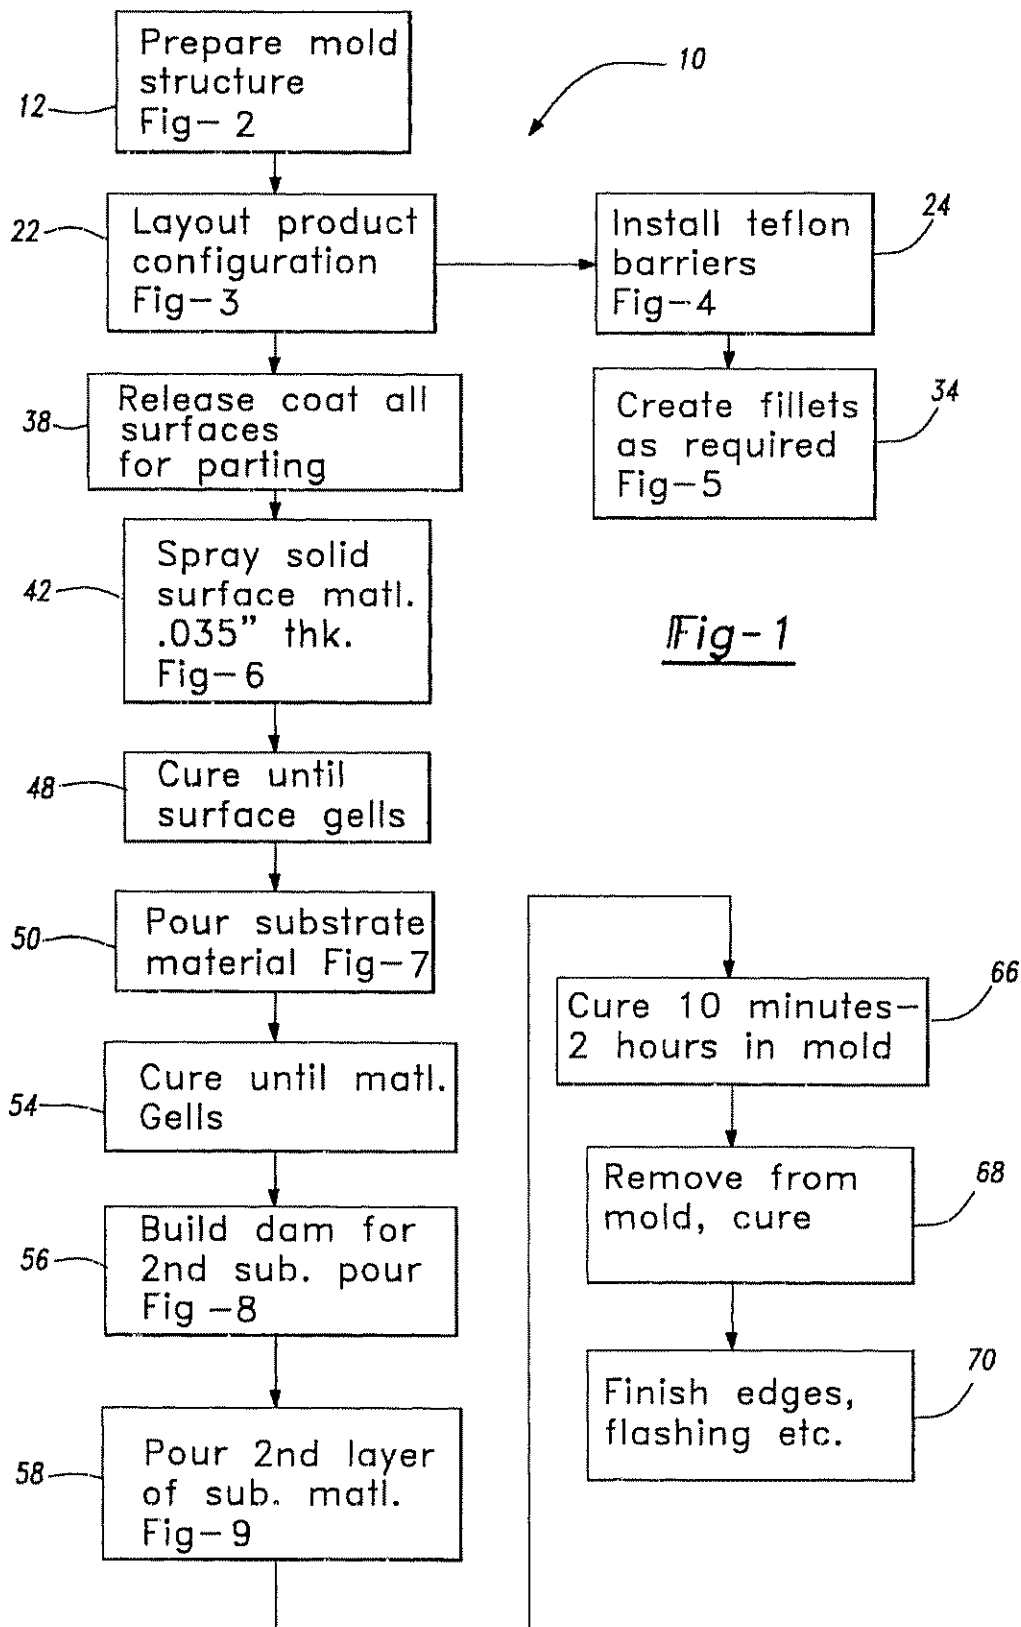 Prepare mold
structure
Fig-2
12
10
Layout product
configuration
Fig-3
22
Install teflon
barriers
Fig-4
24
Release coat all
surfaces
for parting
38
Create fillets
as required
Fig-5
34
Spray solid
surface matl.
.035" thk.
Fig-6
42
Fig-1
Cure until
surface gells
48
Pour substrate
material Fig-7
50
Cure until matl.
Gells
54
Build dam for
2nd sub. pour
Fig-8
56
Pour 2nd layer
of sub. matl.
Fig-9
58
Cure 10 minutes-
2 hours in mold
66
Remove from
mold, cure
68
Finish edges,
flashing etc.
70